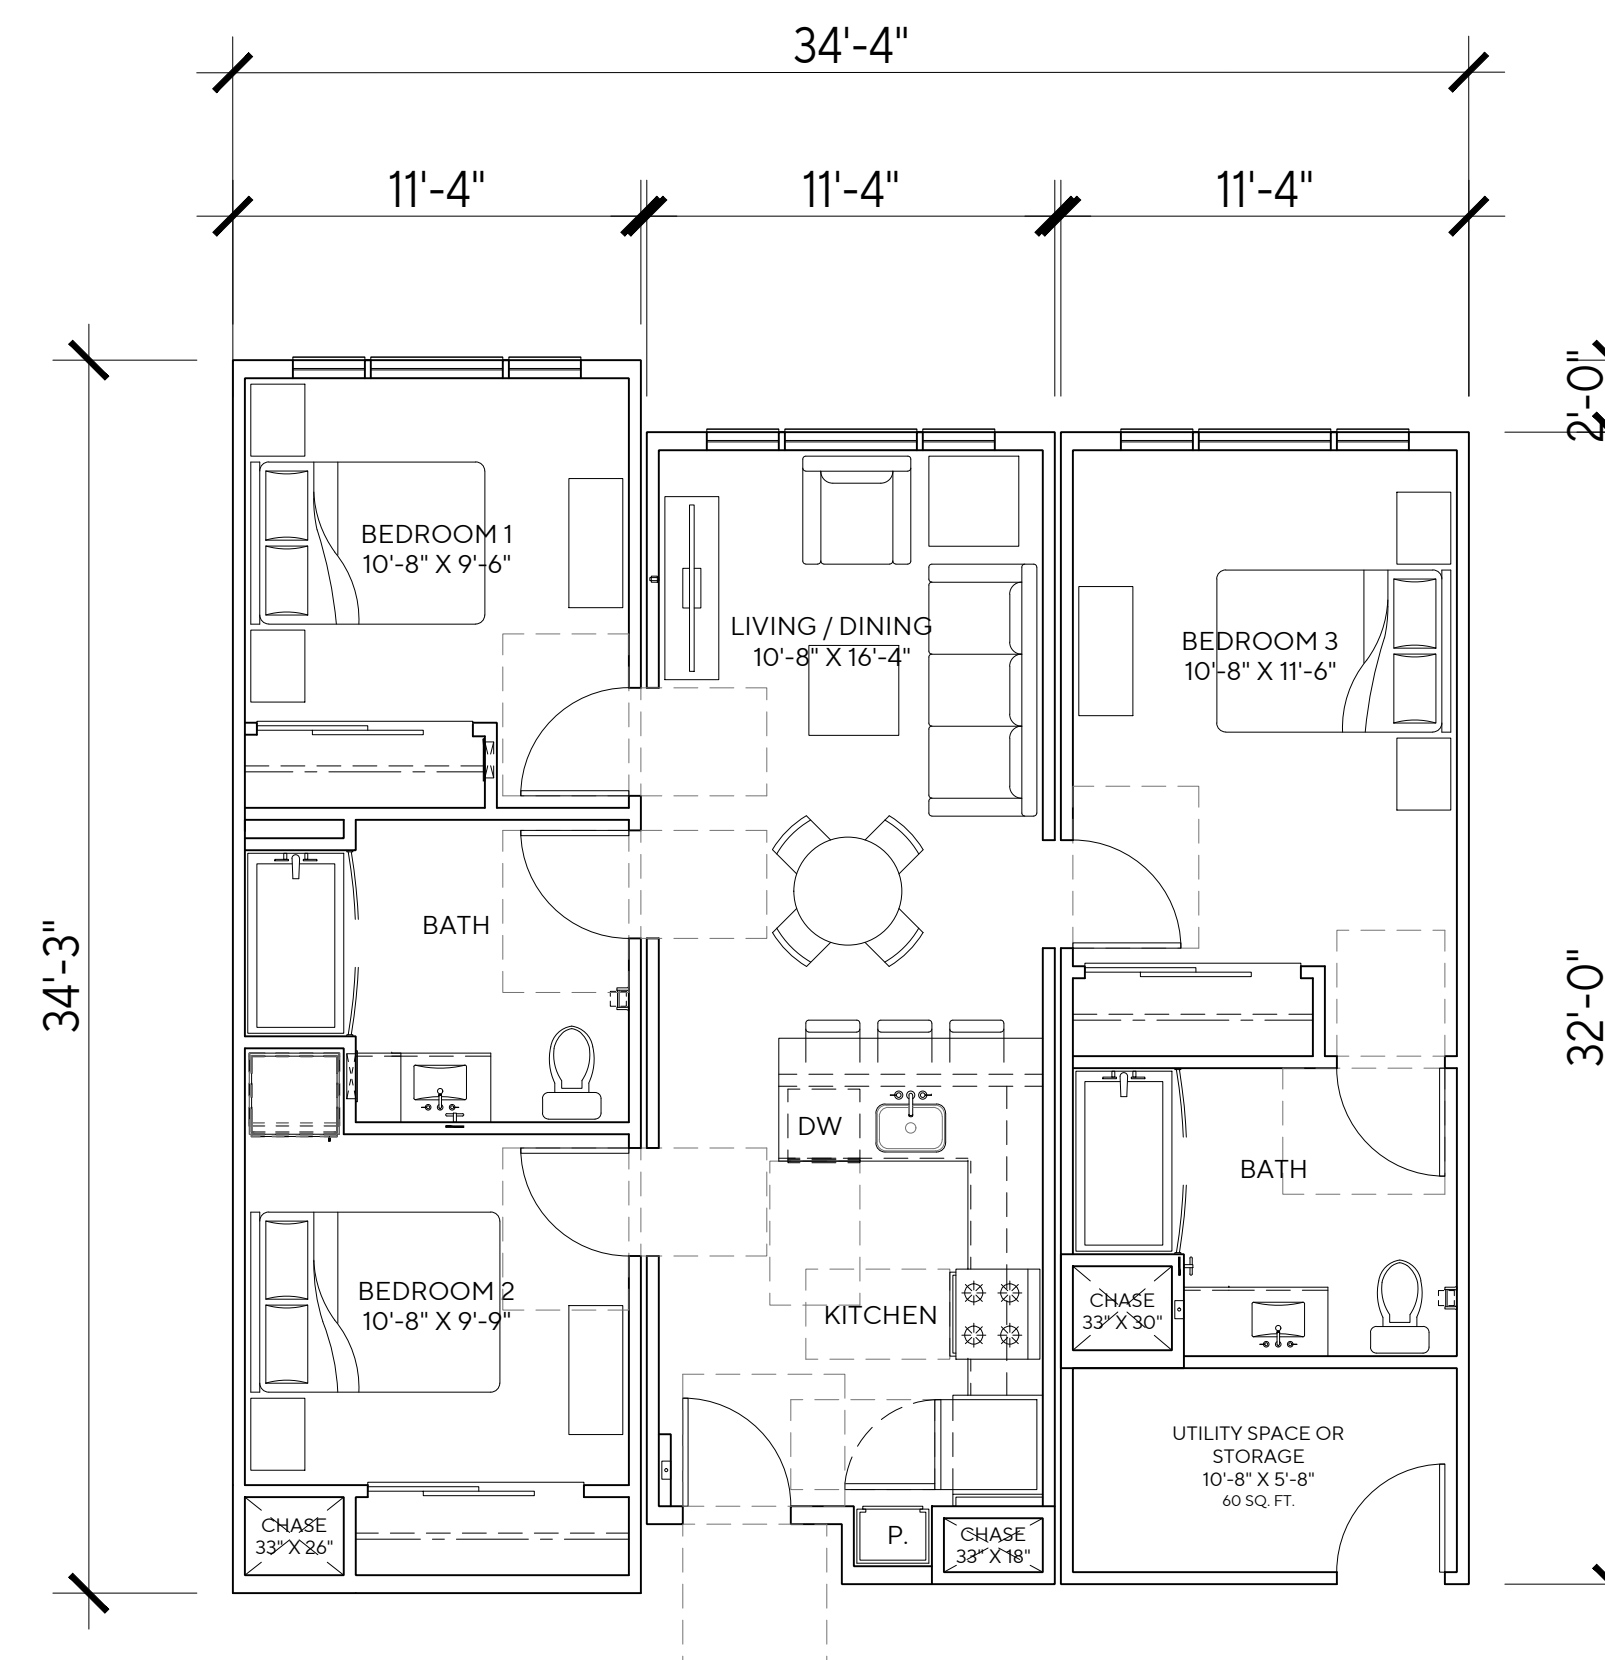 34'-4"
11'-4"
11'-4"
11'-4"
2'-0"
BEDROOM 1
10'-8" X 9'-6"
LIVING / DINING
10'-8" X 16'-4"
BEDROOM 3
10'-8" X 11'-6"
BATH
34'-3"
32'-0"
DW
BATH
BEDROOM 2
10'-8" X 9'-9"
KITCHEN
CHASE
33" X 30"
UTILITY SPACE OR
STORAGE
10'-8" X 5'-8"
60 SQ. FT.
CHASE
33" X 26"
P.
CHASE
33" X 18"